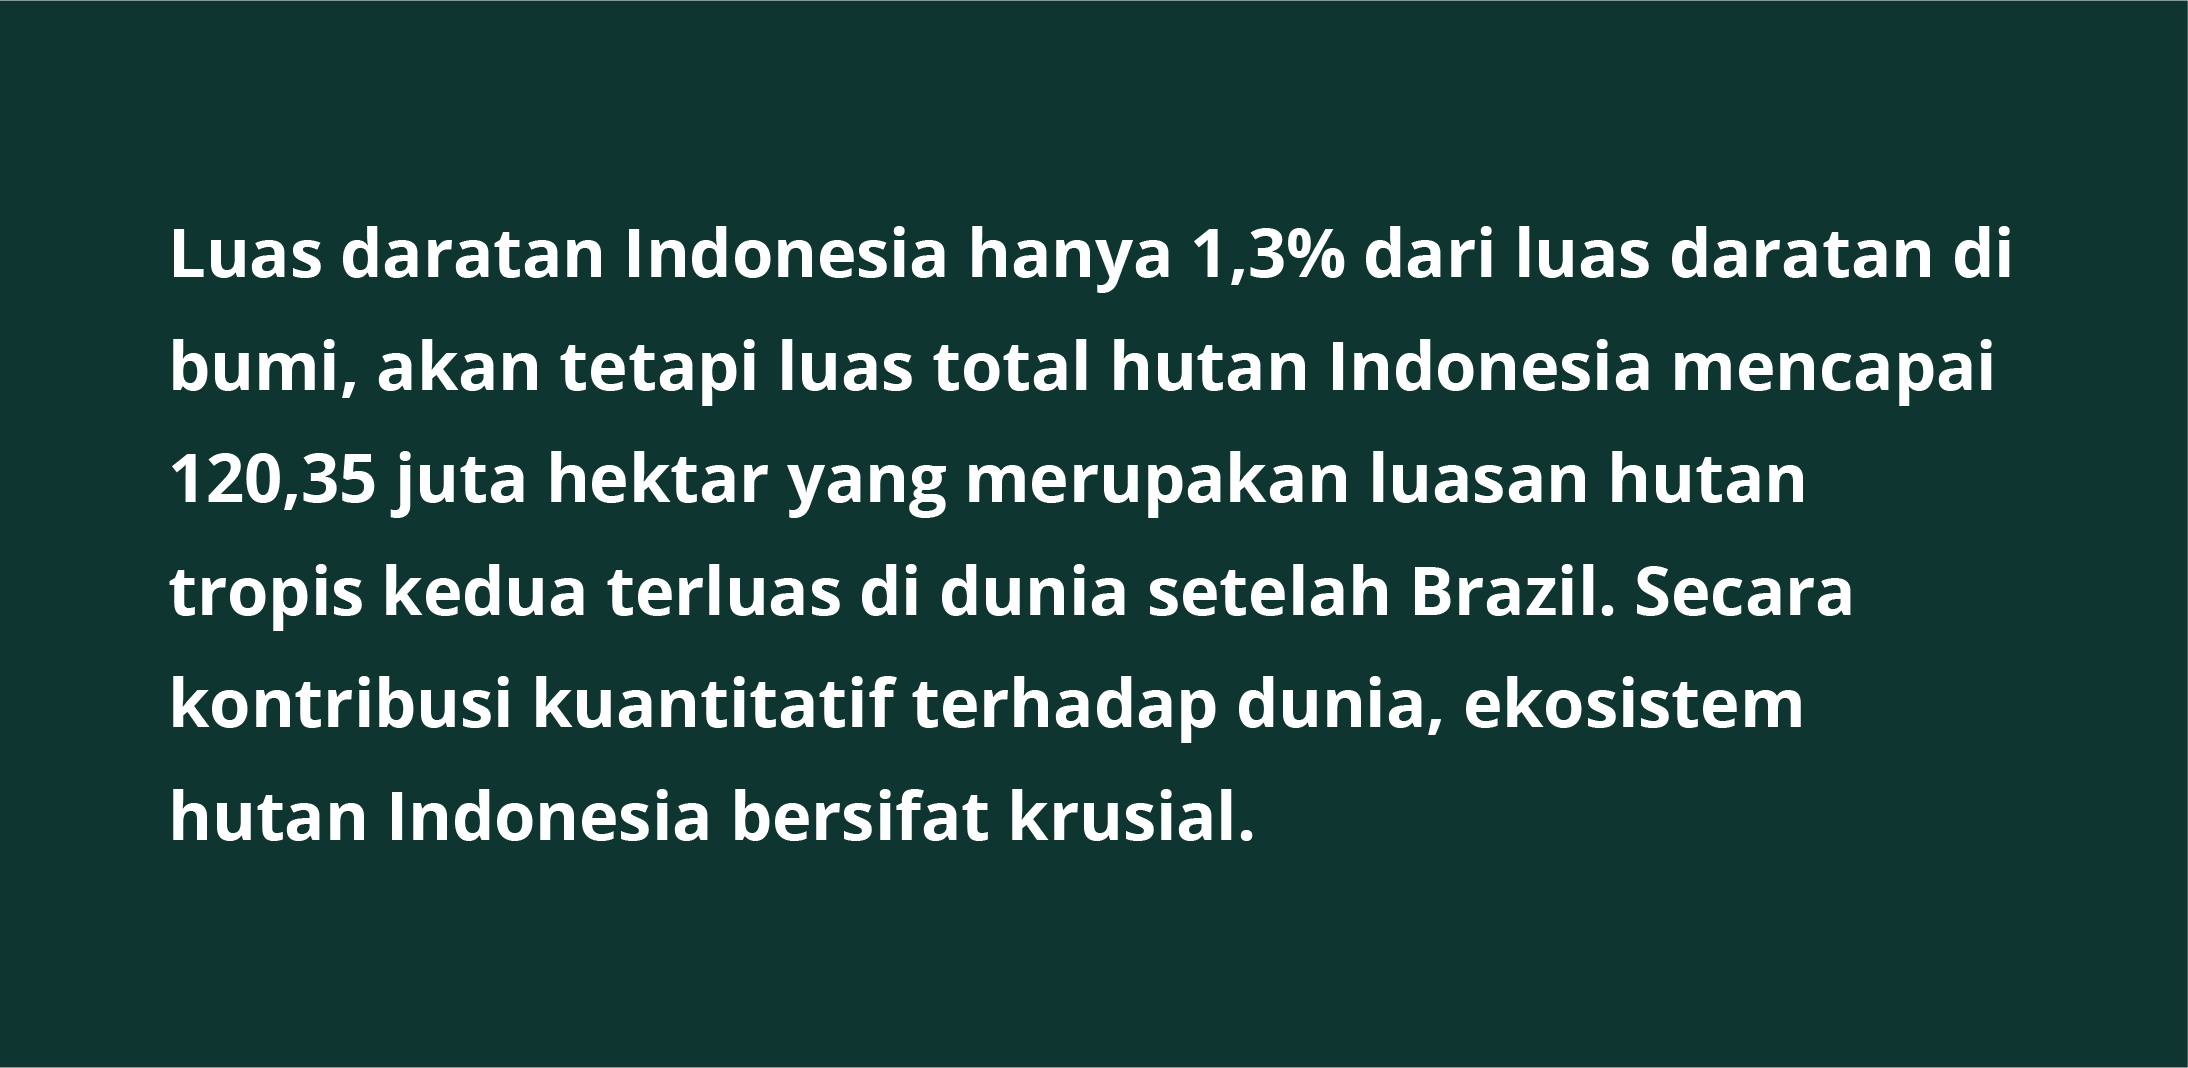 Luas daratan Indonesia hanya 1,3% dari luas daratan di
bumi, akan tetapi luas total hutan Indonesia mencapai
120,35 juta hektar yang merupakan luasan hutan
tropis kedua terluas di dunia setelah Brazil. Secara
kontribusi kuantitatif terhadap dunia, ekosistem
hutan Indonesia bersifat krusial.